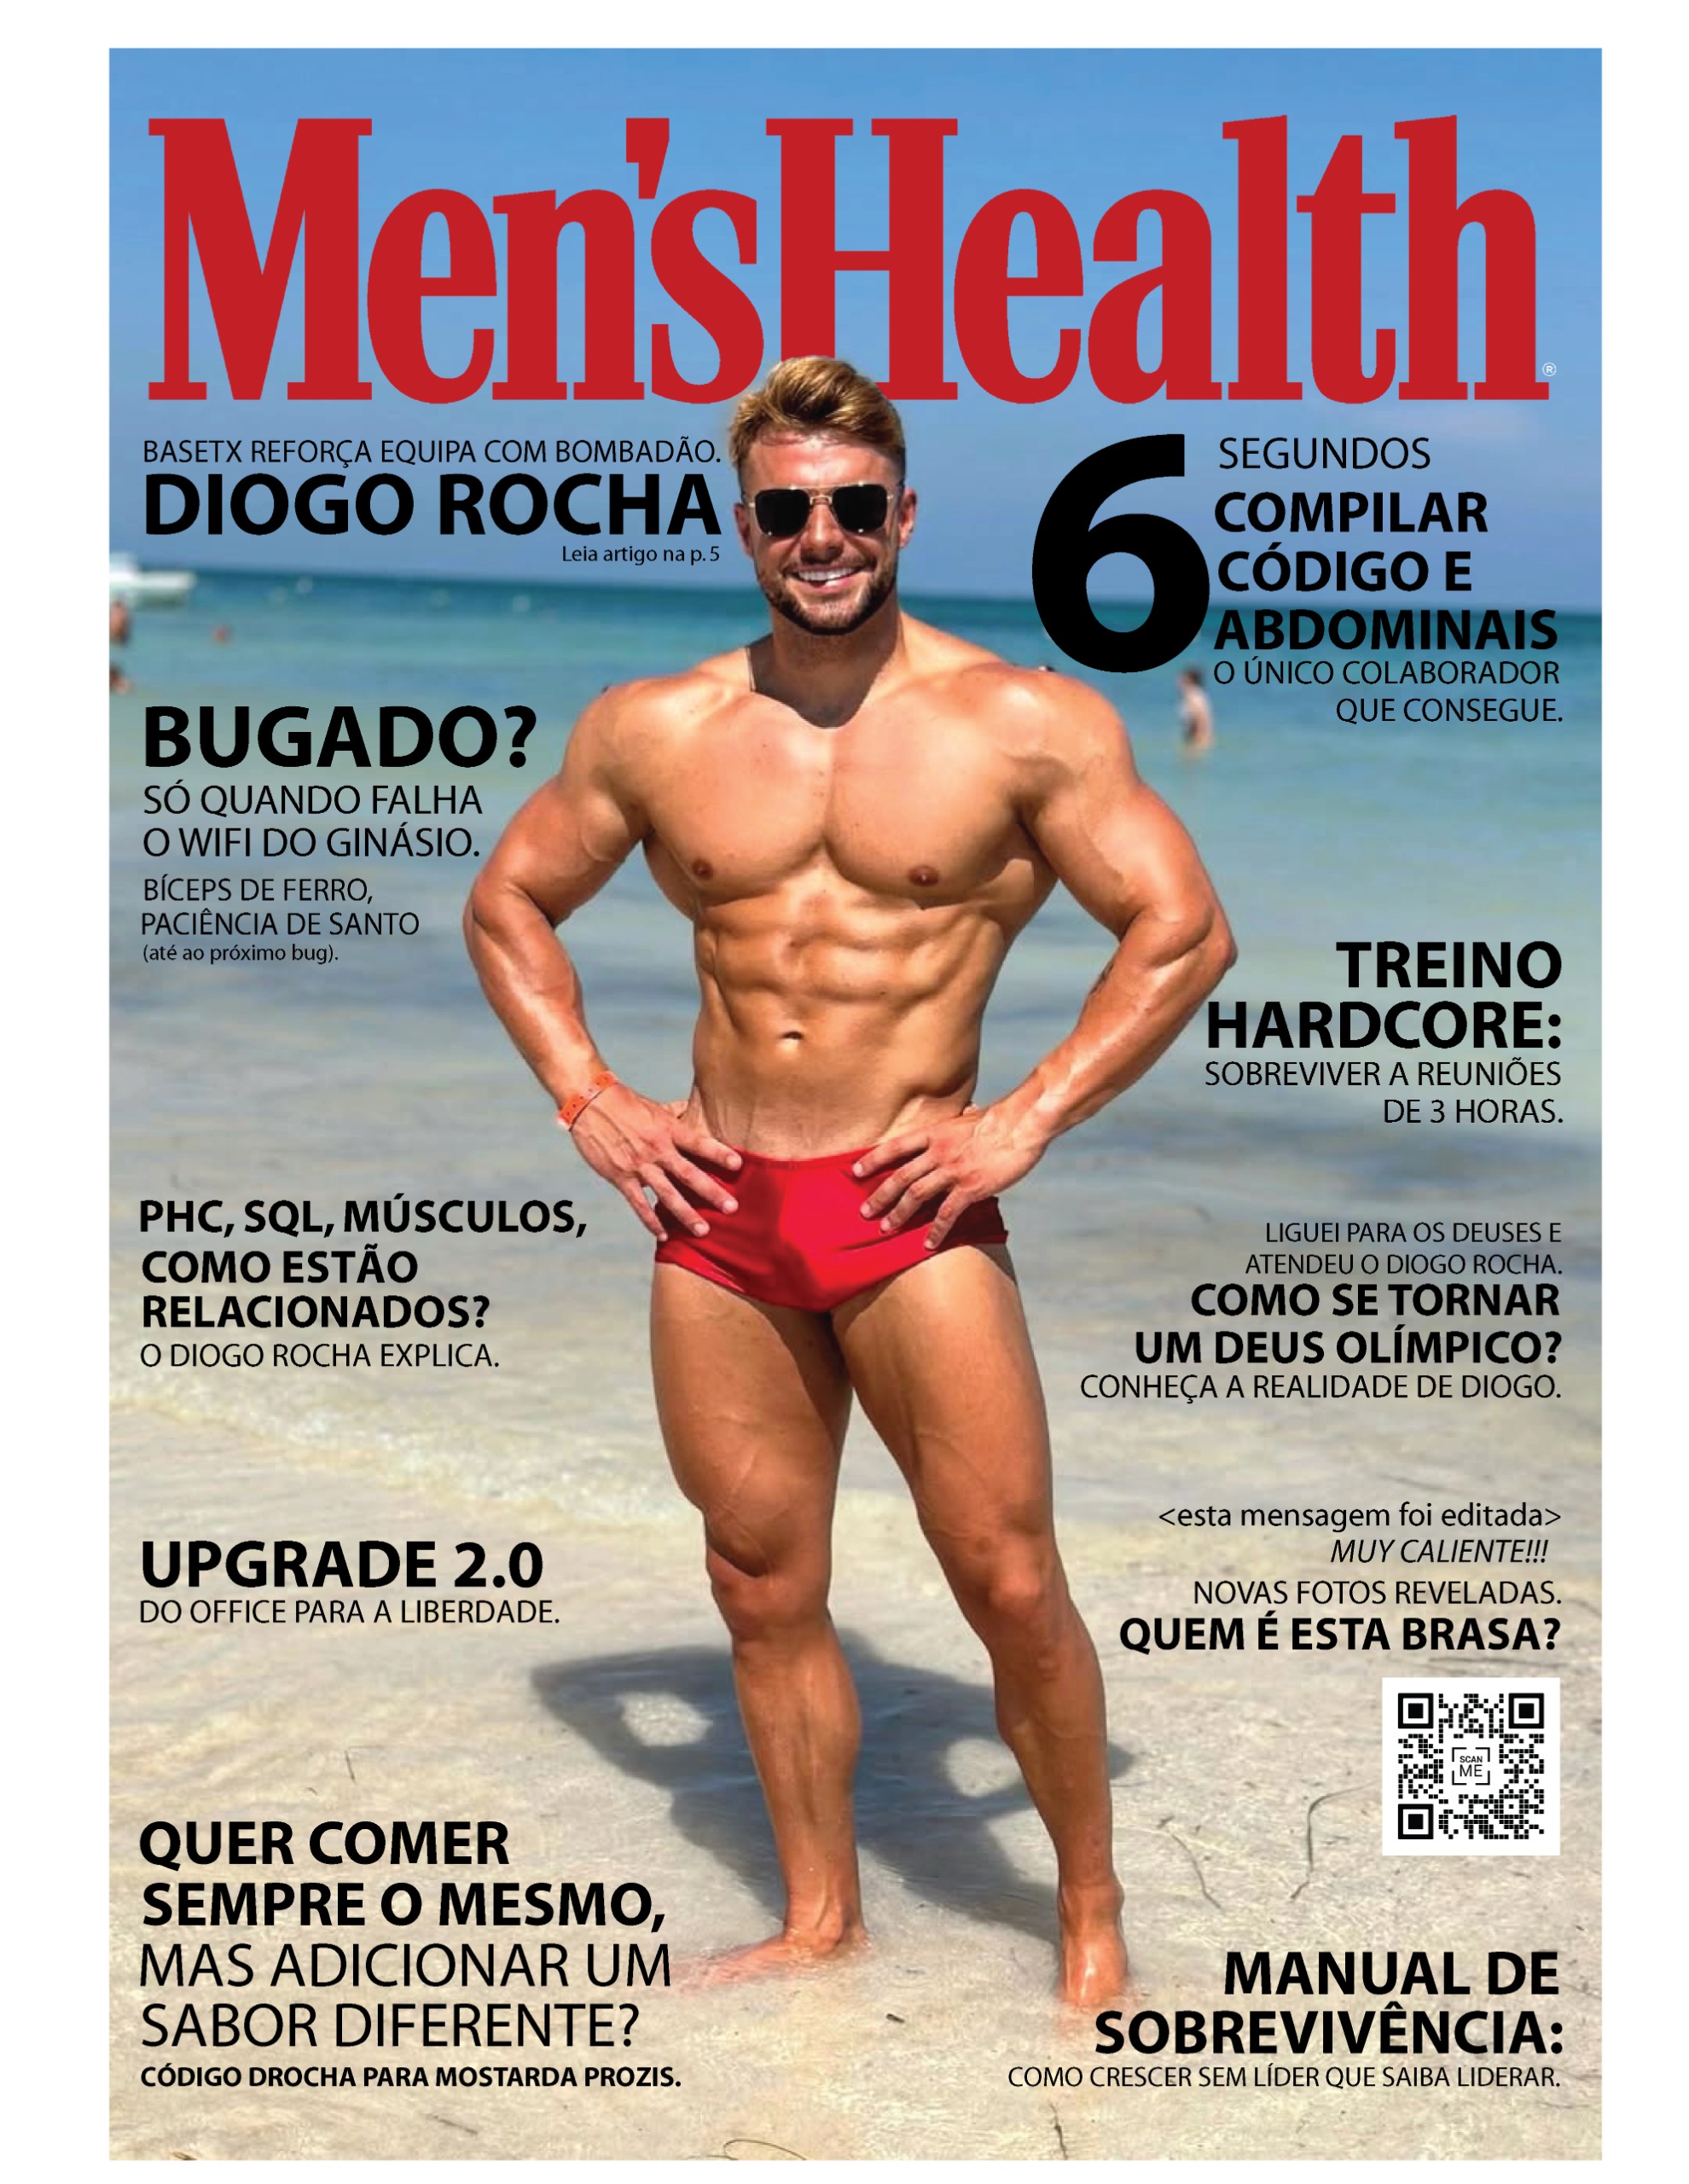 Men'sHealth®
BASETX REFORÇA EQUIPA COM BOMBADÃO.
DIOGO ROCHA
Leia artigo na p. 5
6
SEGUNDOS
COMPILAR
CÓDIGO E
ABDOMINAIS
O ÚNICO COLABORADOR
QUE CONSEGUE.
BUGADO?
SÓ QUANDO FALHA
O WIFI DO GINÁSIO.
BÍCEPS DE FERRO,
PACIÊNCIA DE SANTO
(até ao próximo bug).
TREINO
HARDCORE:
SOBREVIVER A REUNIÕES
DE 3 HORAS.
PHC, SQL, MÚSCULOS,
COMO ESTÃO
RELACIONADOS?
O DIOGO ROCHA EXPLICA.
LIGUEI PARA OS DEUSES E
ATENDEU O DIOGO ROCHA.
COMO SE TORNAR
UM DEUS OLÍMPICO?
CONHEÇA A REALIDADE DE DIOGO.
UPGRADE 2.0
DO OFFICE PARA A LIBERDADE.
<esta mensagem foi editada>
MUY CALIENTE!!!
NOVAS FOTOS REVELADAS.
QUEM É ESTA BRASA?
SCAN
ME
QUER COMER
SEMPRE O MESMO,
MAS ADICIONAR UM
SABOR DIFERENTE?
CÓDIGO DROCHA PARA MOSTARDA PROZIS.
MANUAL DE
SOBREVIVÊNCIA:
COMO CRESCER SEM LÍDER QUE SAIBA LIDERAR.